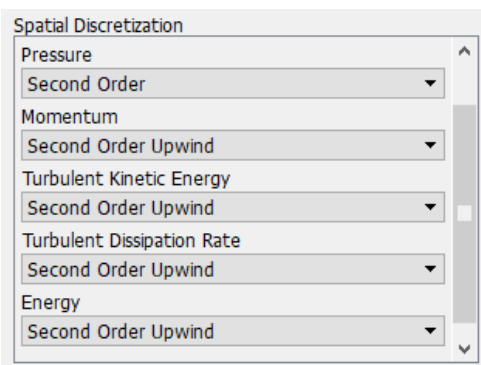 Spatial Discretization
Pressure
Second Order
Momentum
Second Order Upwind
Turbulent Kinetic Energy
Second Order Upwind
Turbulent Dissipation Rate
Second Order Upwind
Energy
Second Order Upwind